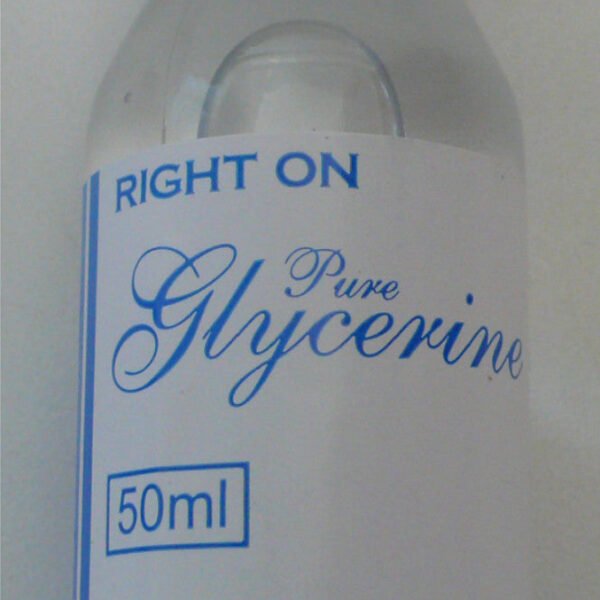 RIGHT ON
Pure
Glycerine
50ml